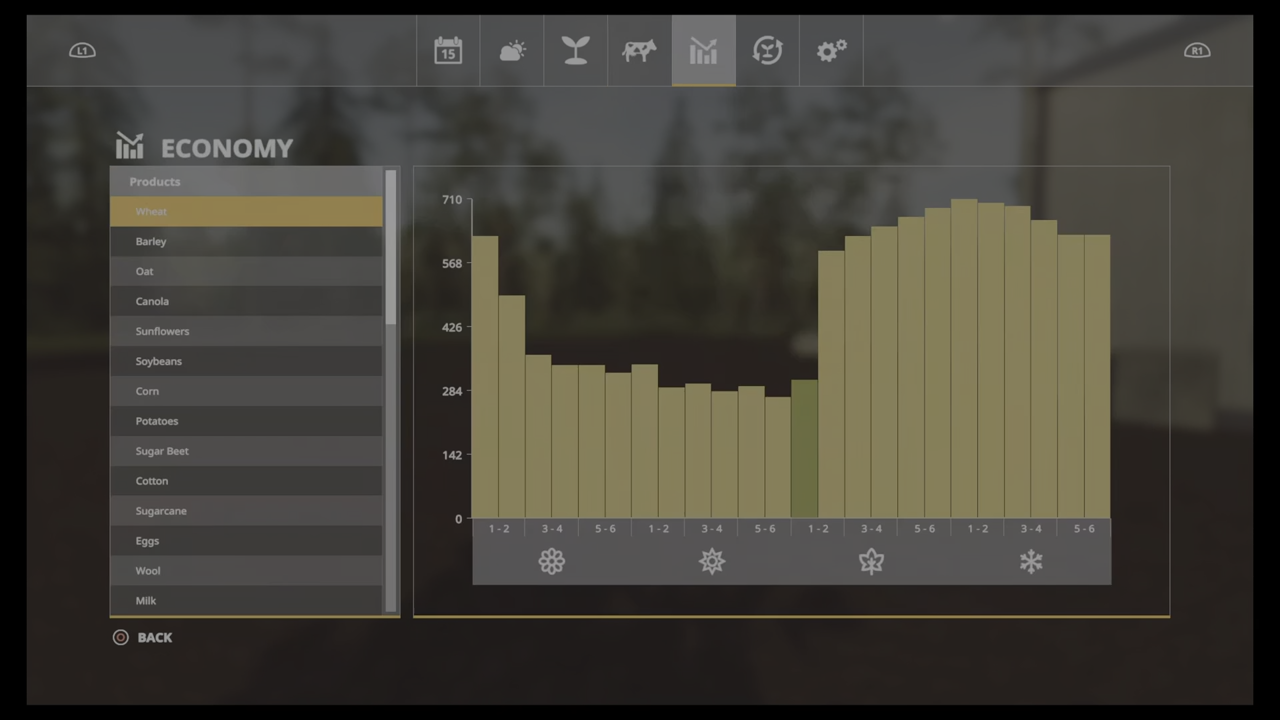 L1
15
R1
ECONOMY
Products
Wheat
Barley
Oat
Canola
Sunflowers
Soybeans
Corn
Potatoes
Sugar Beet
Cotton
Sugarcane
Eggs
Wool
Milk
710
568
426
284
142
0
1 - 2 3 - 4 5 - 6 1 - 2 3 - 4 5 - 6 1 - 2 3 - 4 5 - 6 1 - 2 3 - 4 5 - 6
BACK